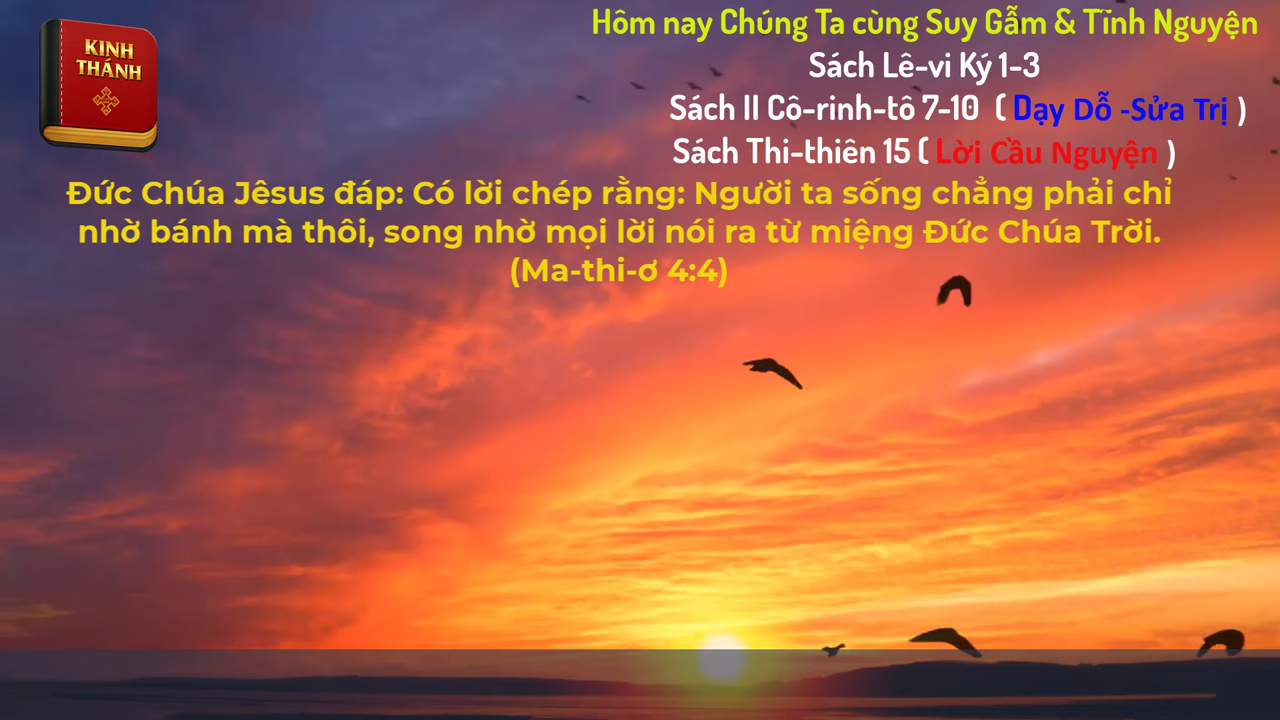 KINH
THÁNH
Hôm nay Chúng Ta cùng Suy Gẫm & Tĩnh Nguyện
Sách Lê-vi Ký 1-3
Sách II Cô-rinh-tô 7-10 ( Dạy Dỗ -Sửa Trị )
Sách Thi-thiên 15 ( Lời Cầu Nguyện )
Đức Chúa Jêsus đáp: Có lời chép rằng: Người ta sống chẳng phải chỉ
nhờ bánh mà thôi, song nhờ mọi lời nói ra từ miệng Đức Chúa Trời.
(Ma-thi-ơ 4:4)